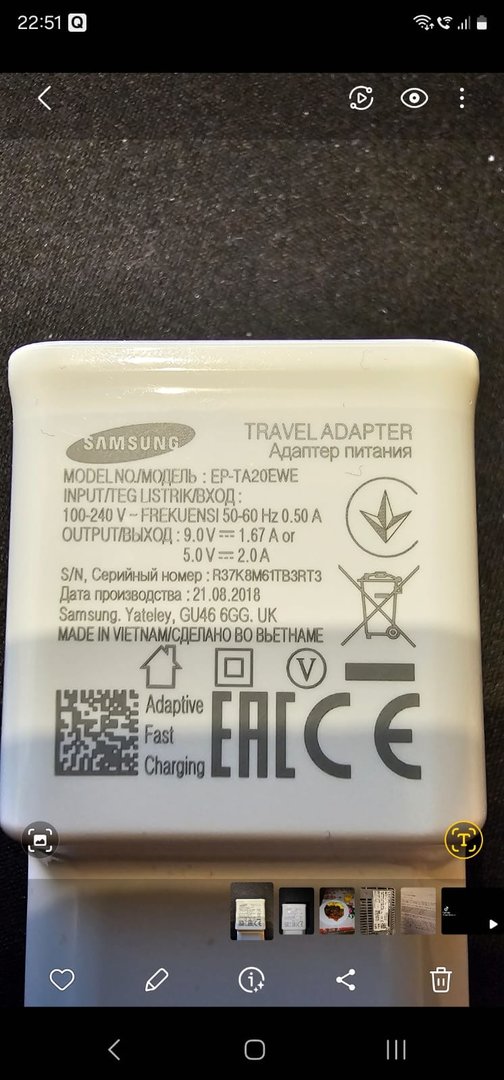 22:51
SAMSUNG
TRAVEL ADAPTER
Адаптер питания
MODEL NO./МОДЕЛЬ : EP-TA20EWE
INPUT/TEG LISTRIK/ВХОД :
100-240 V ~ FREKUENSI 50-60 Hz 0.50 A
OUTPUT/ВЫХОД : 9.0 V ⎓ 1.67 A or
5.0 V ⎓ 2.0 A
S/N, Серийный номер : R37K8M61TB3RT3
Дата производства : 21.08.2018
Samsung. Yateley, GU46 6GG. UK
MADE IN VIETNAM/СДЕЛАНО ВО ВЬЕТНАМЕ
V
Adaptive
Fast
Charging
EAC CE
T